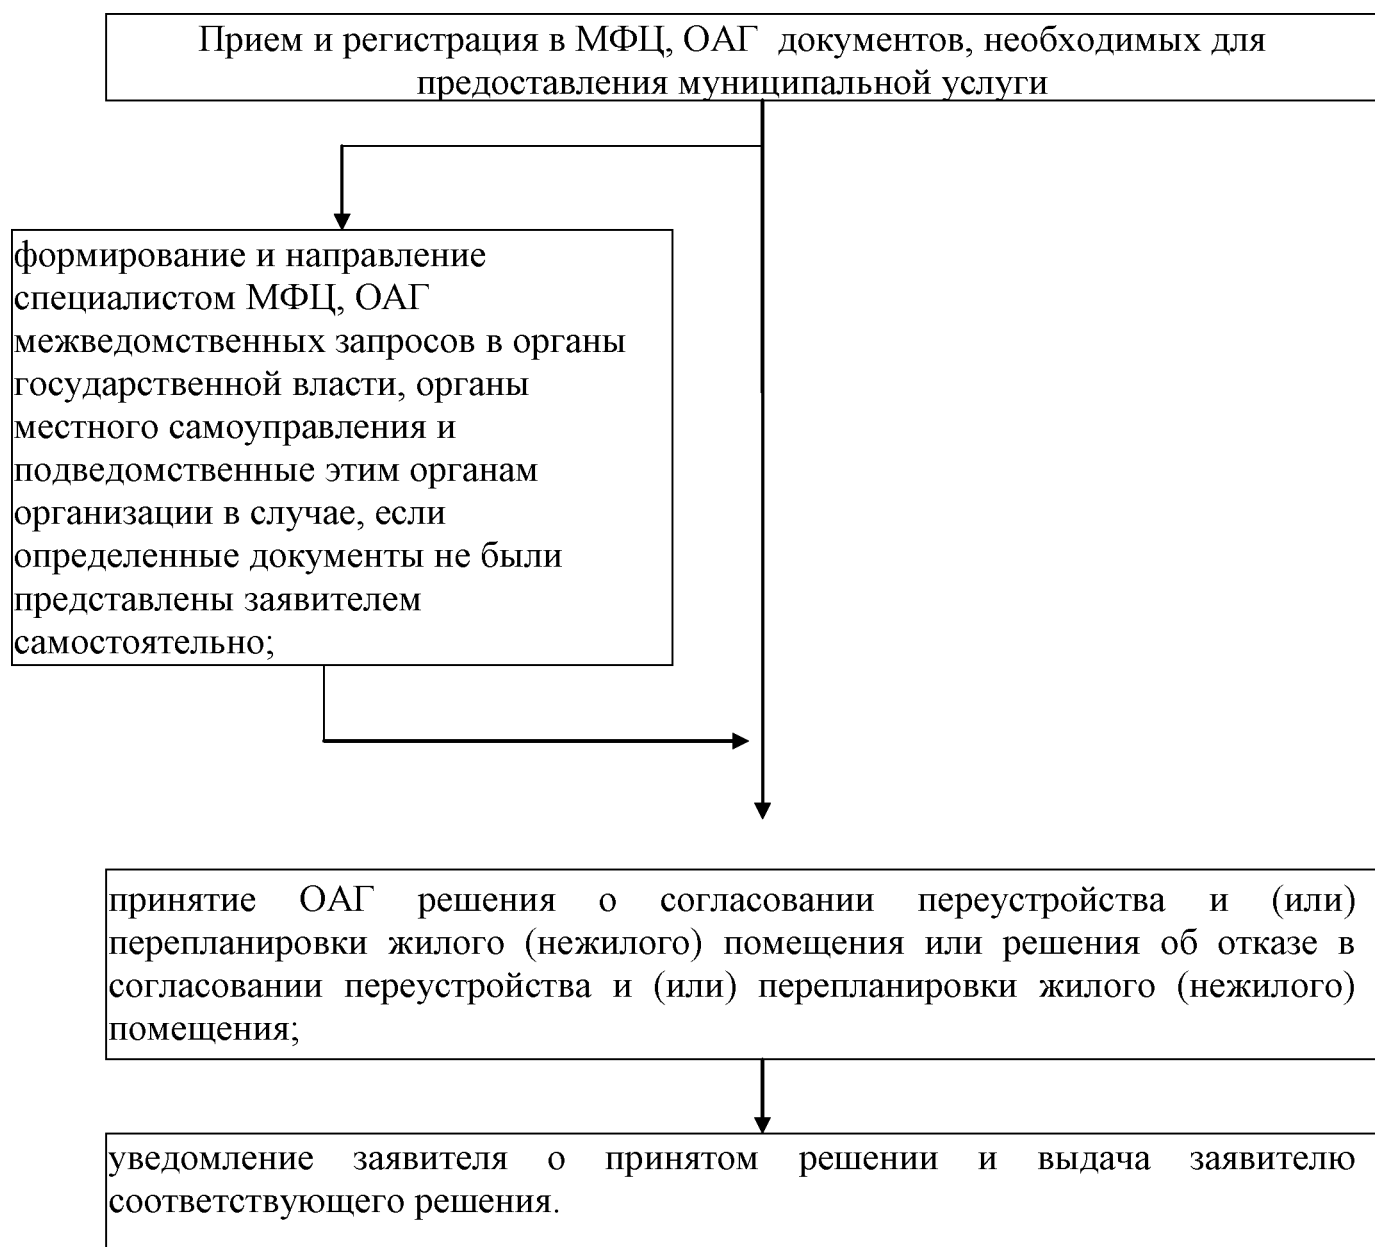 Прием и регистрация в МФЦ, ОАГ  документов, необходимых для
предоставления муниципальной услуги
формирование и направление
специалистом МФЦ, ОАГ
межведомственных запросов в органы
государственной власти, органы
местного самоуправления и
подведомственные этим органам
организации в случае, если
определенные документы не были
представлены заявителем
самостоятельно;
принятие ОАГ решения о согласовании переустройства и (или)
перепланировки жилого (нежилого) помещения или решения об отказе в
согласовании переустройства и (или) перепланировки жилого (нежилого)
помещения;
уведомление заявителя о принятом решении и выдача заявителю
соответствующего решения.